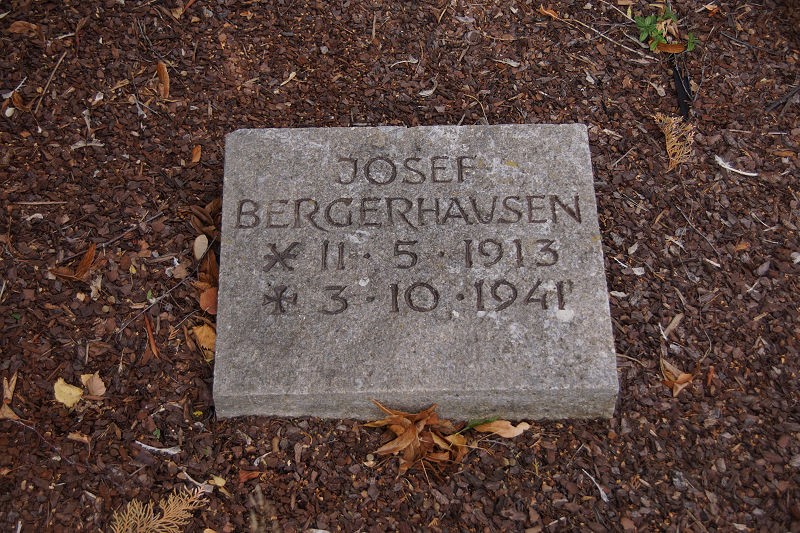 JOSEF
BERGERHAUSEN
* 11 · 5 · 1913
✠ 3 · 10 · 1941